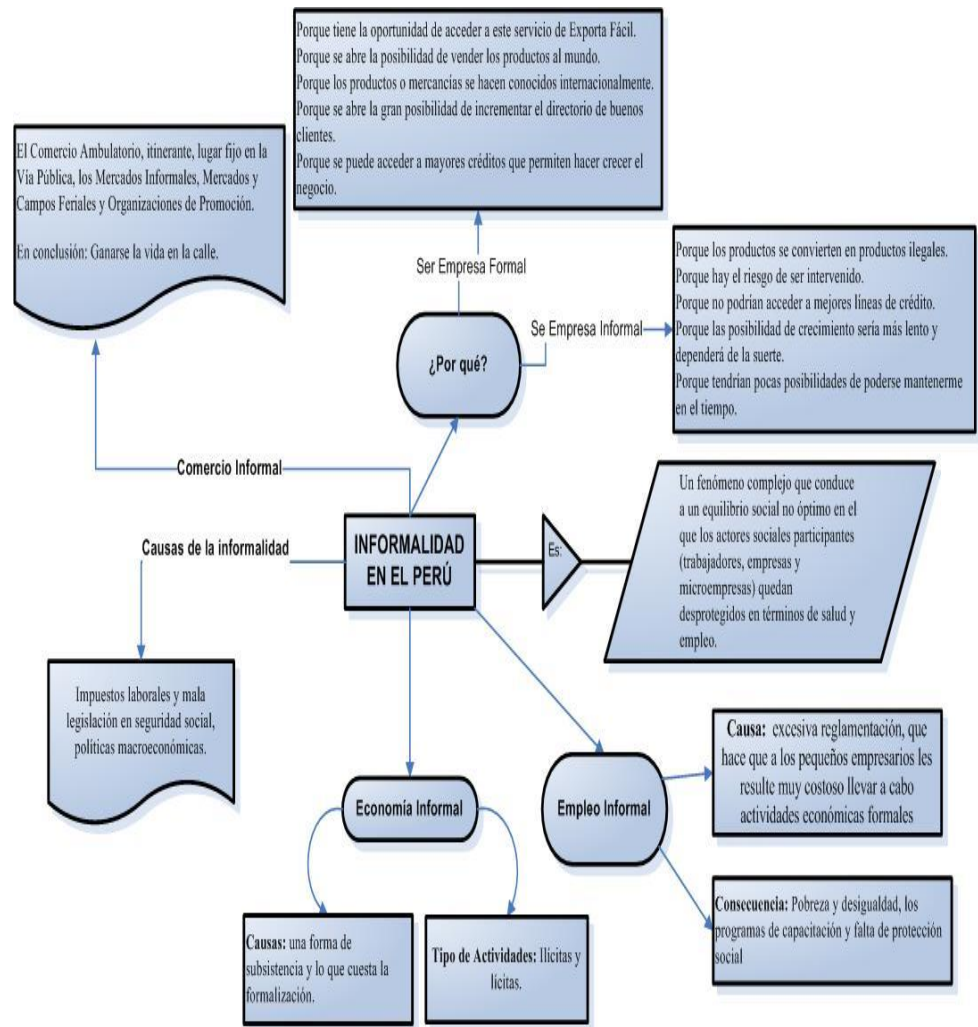 Porque tiene la oportunidad de acceder a este servicio de Exporta Fácil.
Porque se abre la posibilidad de vender los productos al mundo.
Porque los productos o mercancías se hacen conocidos internacionalmente.
Porque se abre la gran posibilidad de incrementar el directorio de buenos
clientes.
Porque se puede acceder a mayores créditos que permiten hacer crecer el
negocio.
El Comercio Ambulatorio, itinerante, lugar fijo en la
Vía Pública, los Mercados Informales, Mercados y
Campos Feriales y Organizaciones de Promoción.
En conclusión: Ganarse la vida en la calle.
Ser Empresa Formal
Se Empresa Informal
Porque los productos se convierten en productos ilegales.
Porque hay el riesgo de ser intervenido.
Porque no podrían acceder a mejores líneas de crédito.
Porque las posibilidad de crecimiento sería más lento y
dependerá de la suerte.
Porque tendrían pocas posibilidades de poderse mantenerme
en el tiempo.
¿Por qué?
Comercio Informal
Causas de la informalidad
INFORMALIDAD
EN EL PERÚ
Es:
Un fenómeno complejo que conduce
a un equilibrio social no óptimo en el
que los actores sociales participantes
(trabajadores, empresas y
microempresas) quedan
desprotegidos en términos de salud y
empleo.
Impuestos laborales y mala
legislación en seguridad social,
políticas macroeconómicas.
Economía Informal
Empleo Informal
Causa: excesiva reglamentación, que
hace que a los pequeños empresarios les
resulte muy costoso llevar a cabo
actividades económicas formales
Consecuencia: Pobreza y desigualdad, los
programas de capacitación y falta de protección
social
Causas: una forma de
subsistencia y lo que cuesta la
formalización.
Tipo de Actividades: Ilícitas y
lícitas.